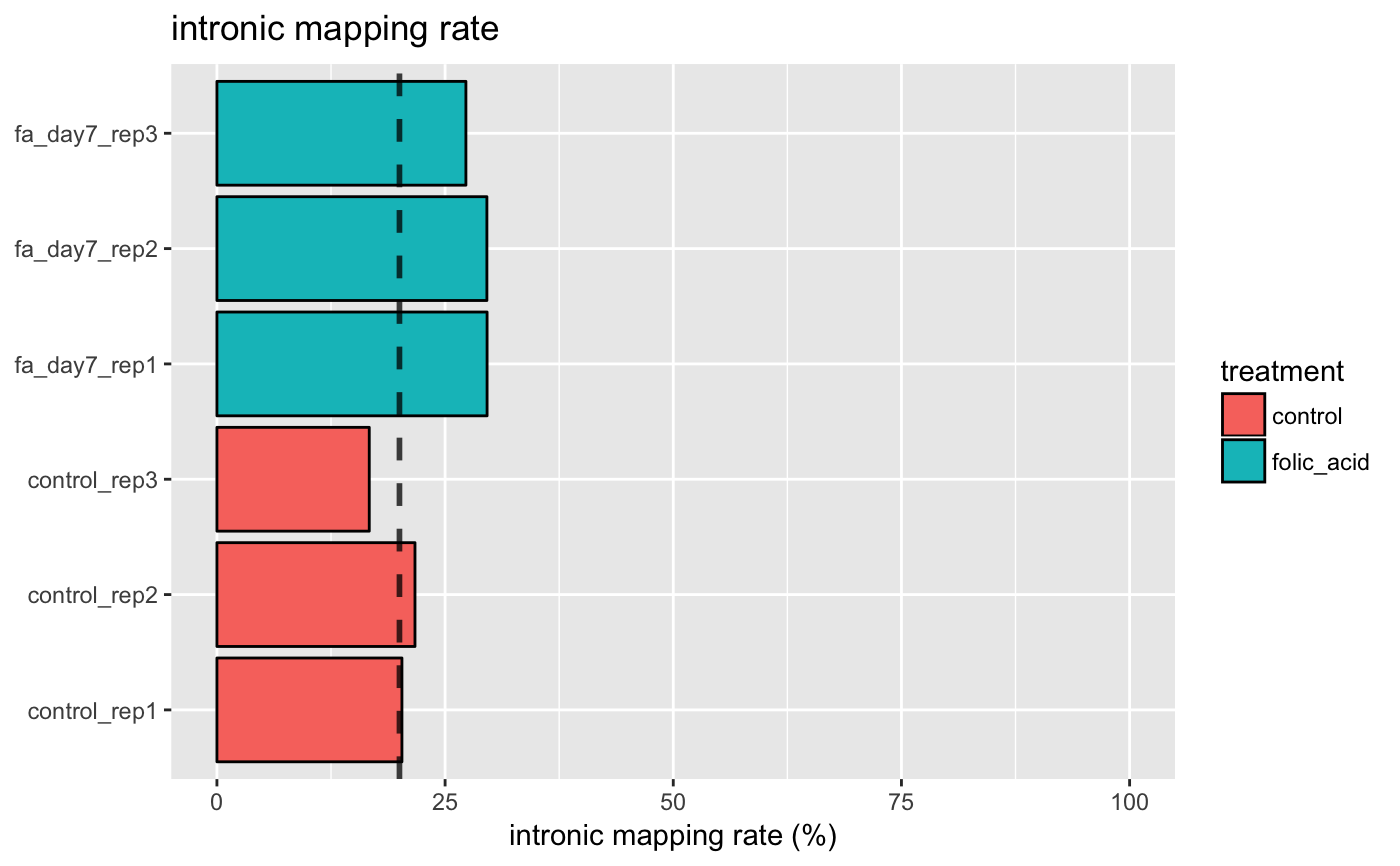 intronic mapping rate
fa_day7_rep3
fa_day7_rep2
fa_day7_rep1
control_rep3
control_rep2
control_rep1
0 25 50 75 100
intronic mapping rate (%)
treatment
control
folic_acid